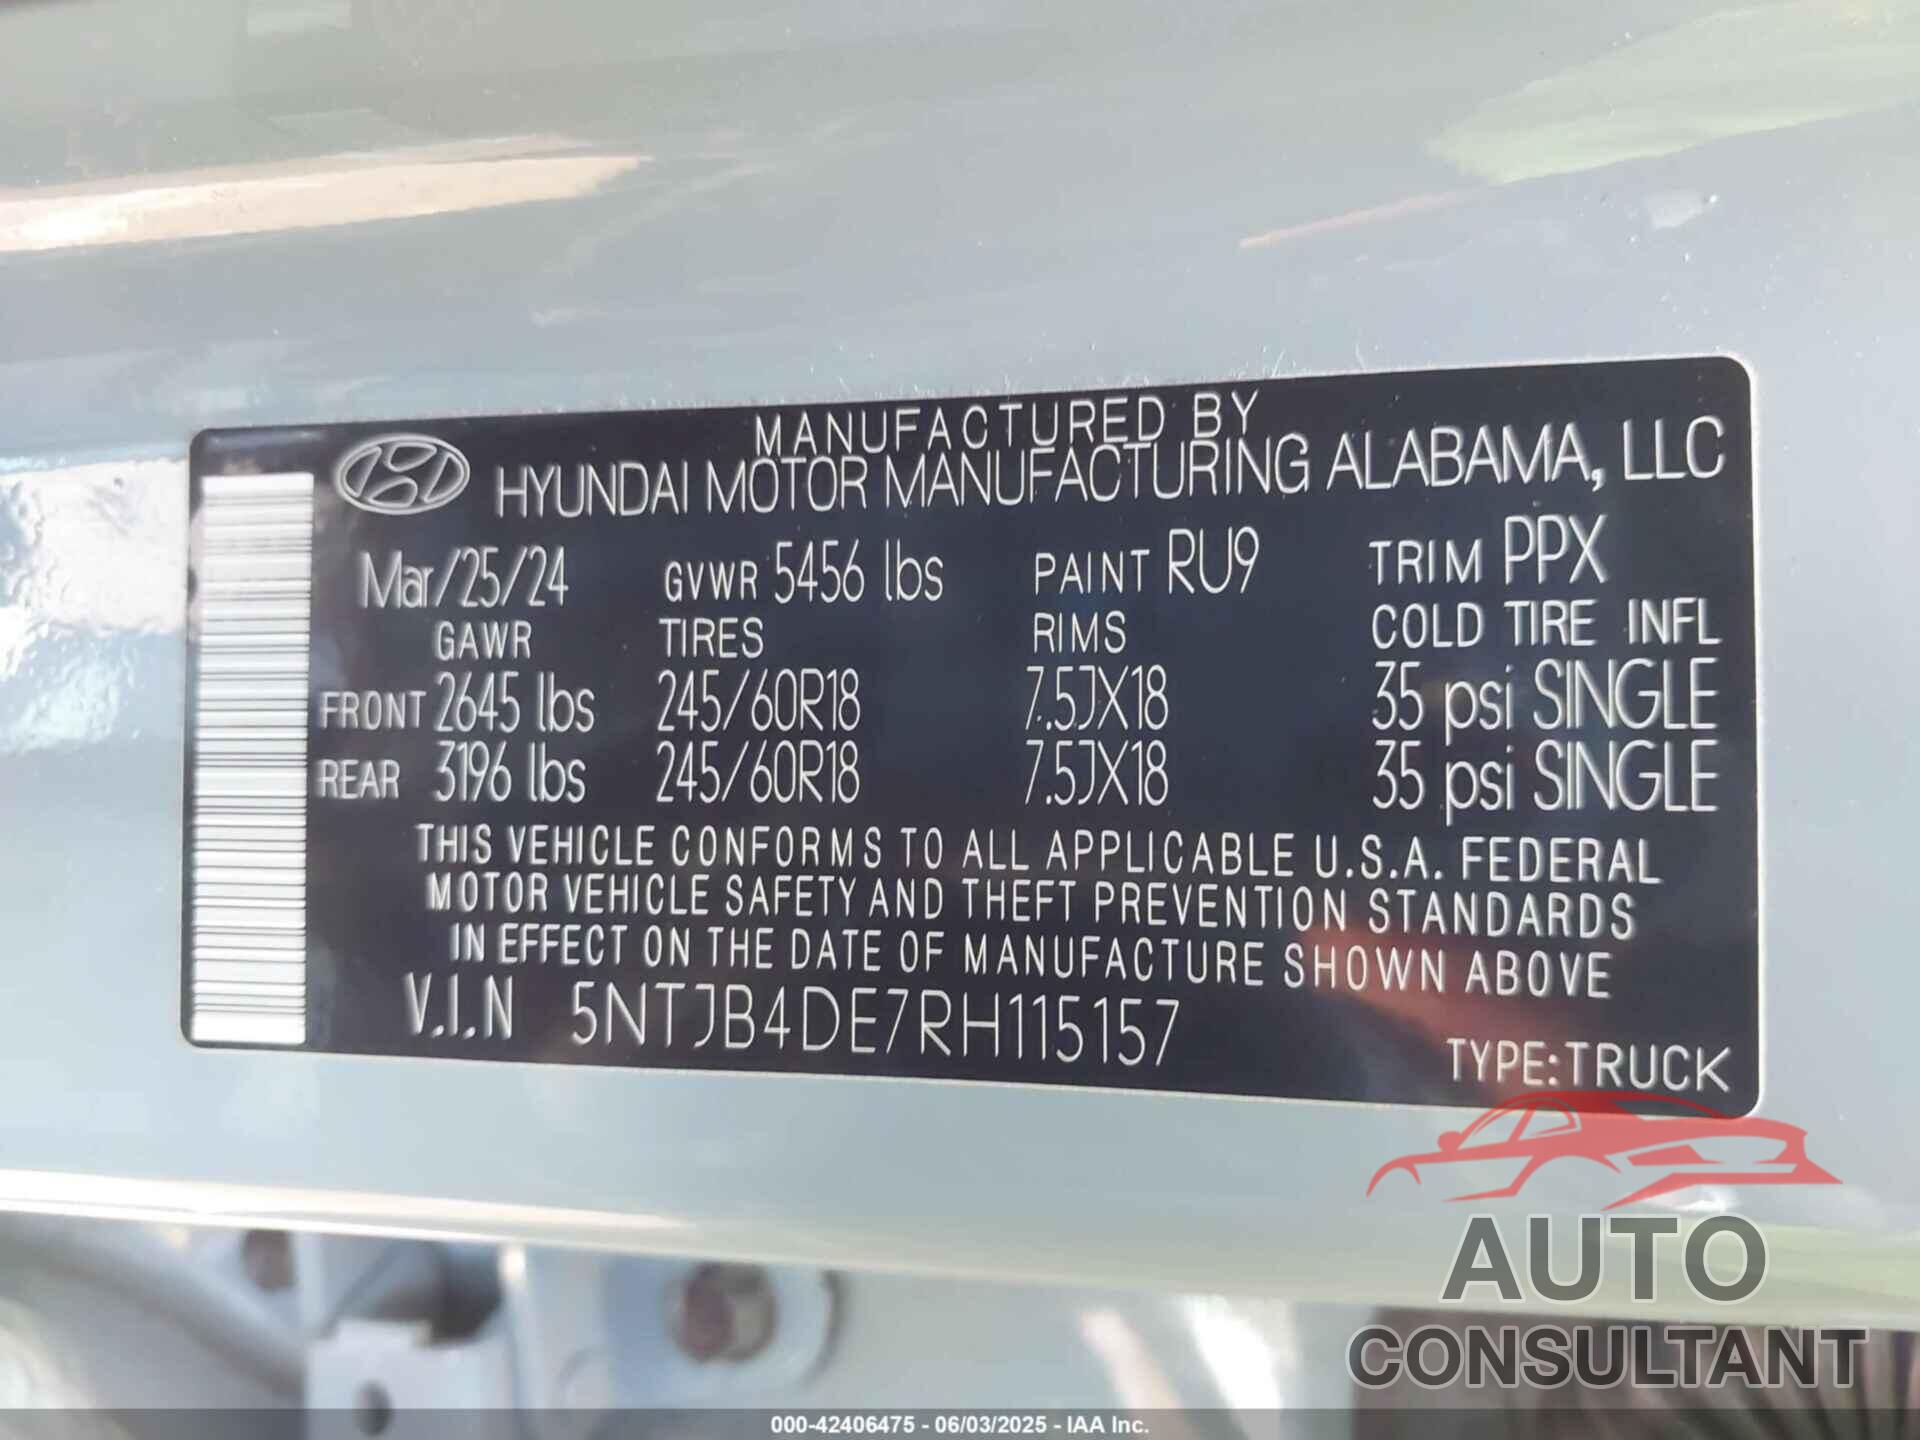 MANUFACTURED BY
HYUNDAI MOTOR MANUFACTURING ALABAMA, LLC
Mar/25/24 GVWR 5456 lbs PAINT RU9 TRIM PPX
GAWR TIRES RIMS COLD TIRE INFL
FRONT 2645 lbs 245/60R18 7.5JX18 35 psi SINGLE
REAR 3196 lbs 245/60R18 7.5JX18 35 psi SINGLE
THIS VEHICLE CONFORMS TO ALL APPLICABLE U.S.A. FEDERAL
MOTOR VEHICLE SAFETY AND THEFT PREVENTION STANDARDS
IN EFFECT ON THE DATE OF MANUFACTURE SHOWN ABOVE
V.I.N 5NTJB4DE7RH115157
TYPE:TRUCK
AUTO
CONSULTANT
000-42406475 - 06/03/2025 - IAA Inc.